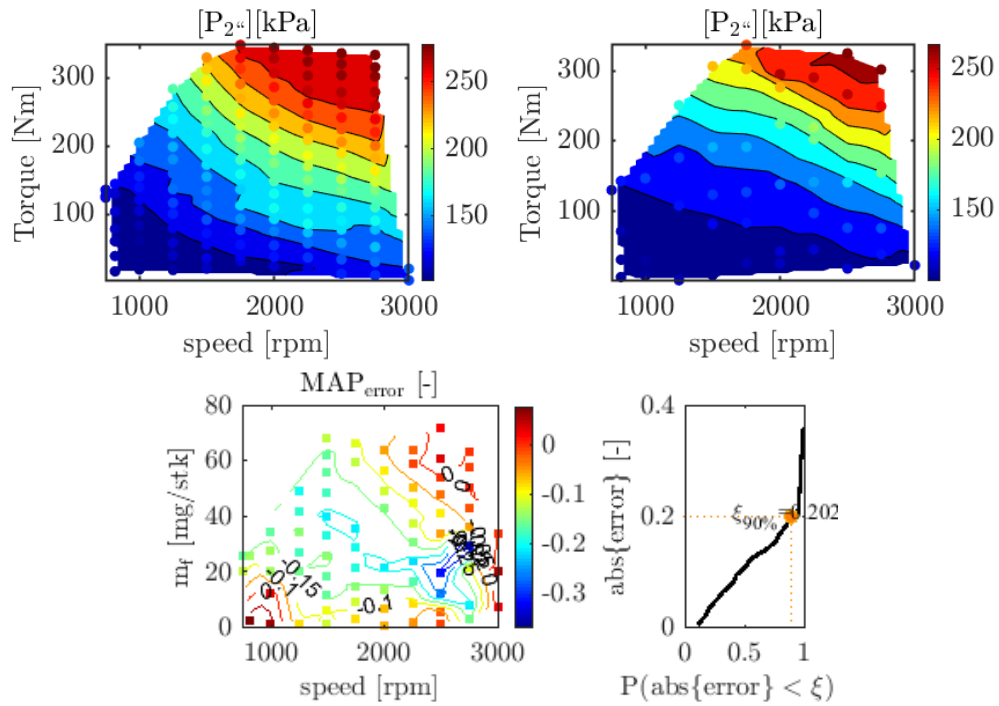 [P2“][kPa]
300
200
100
Torque [Nm]
1000 2000 3000
speed [rpm]
250
200
150
[P2“][kPa]
300
200
100
Torque [Nm]
1000 2000 3000
speed [rpm]
250
200
150
MAPerror [-]
80
60
40
20
0
mf [mg/stk]
1000 2000 3000
speed [rpm]
0
-0.1
-0.2
-0.3
-0.15
-0.1
-0.1
0.4
0.2
0
abs{error} [-]
ξ90% =0.202
0 0.5 1
P(abs{error} < ξ)